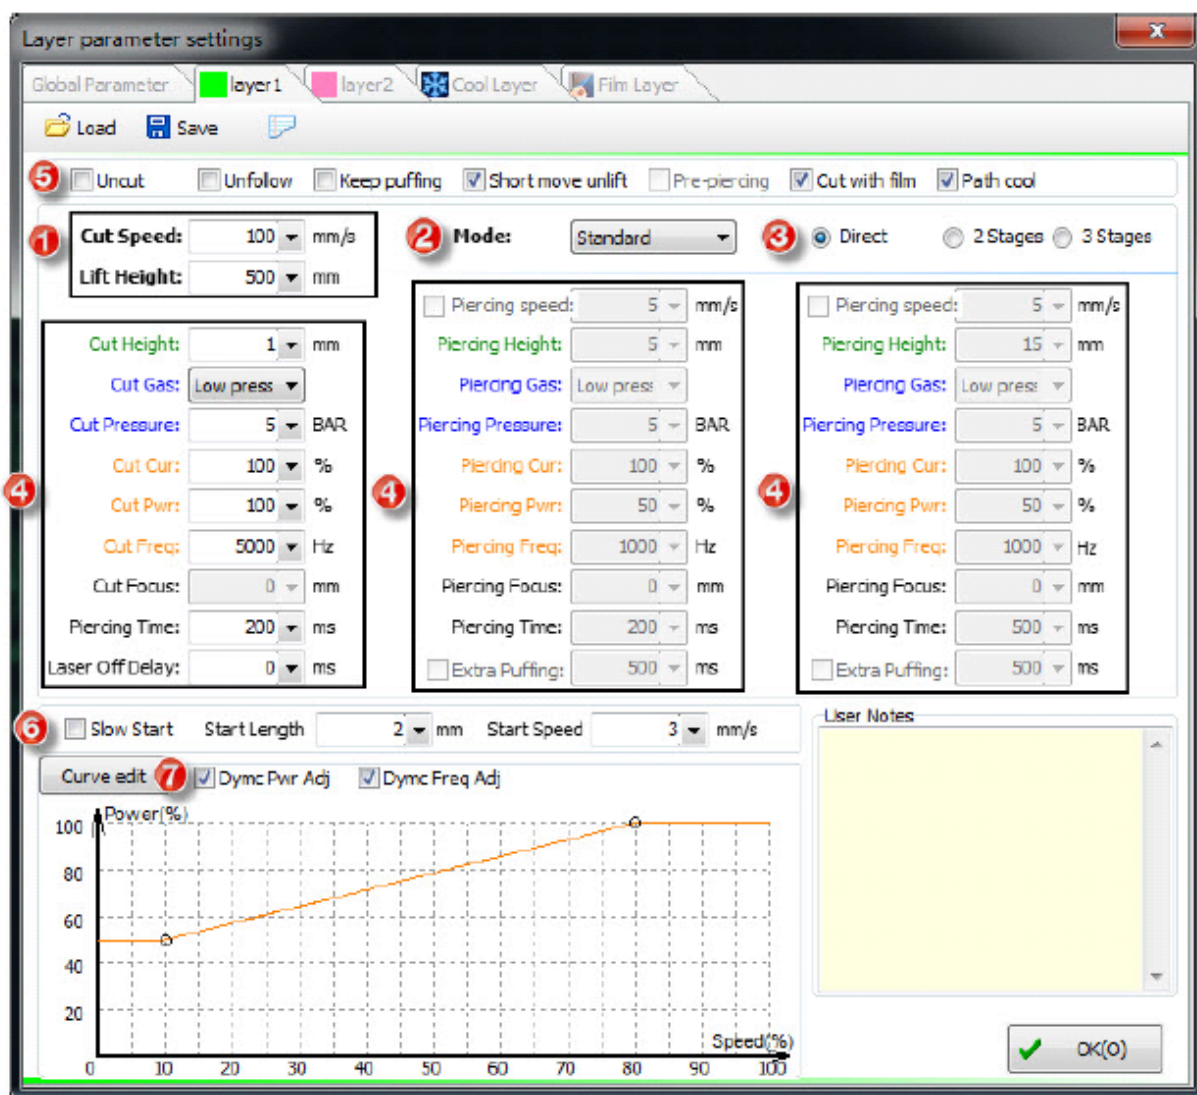 Layer parameter settings
x
Global Parameter layer1 layer2 Cool Layer Film Layer
Load Save
5 Uncut Unfolow Keep puffing Short move unlift Pre-piercing Cut with film Path cool
1 Cut Speed: 100 mm/s 2 Mode: Standard 3 Direct 2 Stages 3 Stages
Lift Height: 500 mm
Piercing speed: 5 mm/s Piercing speed: 5 mm/s
Cut Height: 1 mm Piercing Height: 5 mm Piercing Height: 15 mm
Cut Gas: Low press Piercing Gas: Low press Piercing Gas: Low press
Cut Pressure: 5 BAR Piercing Pressure: 5 BAR Piercing Pressure: 5 BAR
4 Cut Cur: 100 % 4 Piercing Cur: 100 % 4 Piercing Cur: 100 %
Cut Pwr: 100 % Piercing Pwr: 50 % Piercing Pwr: 50 %
Cut Freq: 5000 Hz Piercing Freq: 1000 Hz Piercing Freq: 1000 Hz
Cut Focus: 0 mm Piercing Focus: 0 mm Piercing Focus: 0 mm
Piercing Time: 200 ms Piercing Time: 200 ms Piercing Time: 500 ms
Laser Off Delay: 0 ms Extra Puffing: 500 ms Extra Puffing: 500 ms
6 Slow Start Start Length 2 mm Start Speed 3 mm/s User Notes
Curve edit 7 Dymc Pwr Adj Dymc Freq Adj
Power(%)
100
80
60
40
20
Speed(%)
0 10 20 30 40 50 60 70 80 90 100
OK(O)